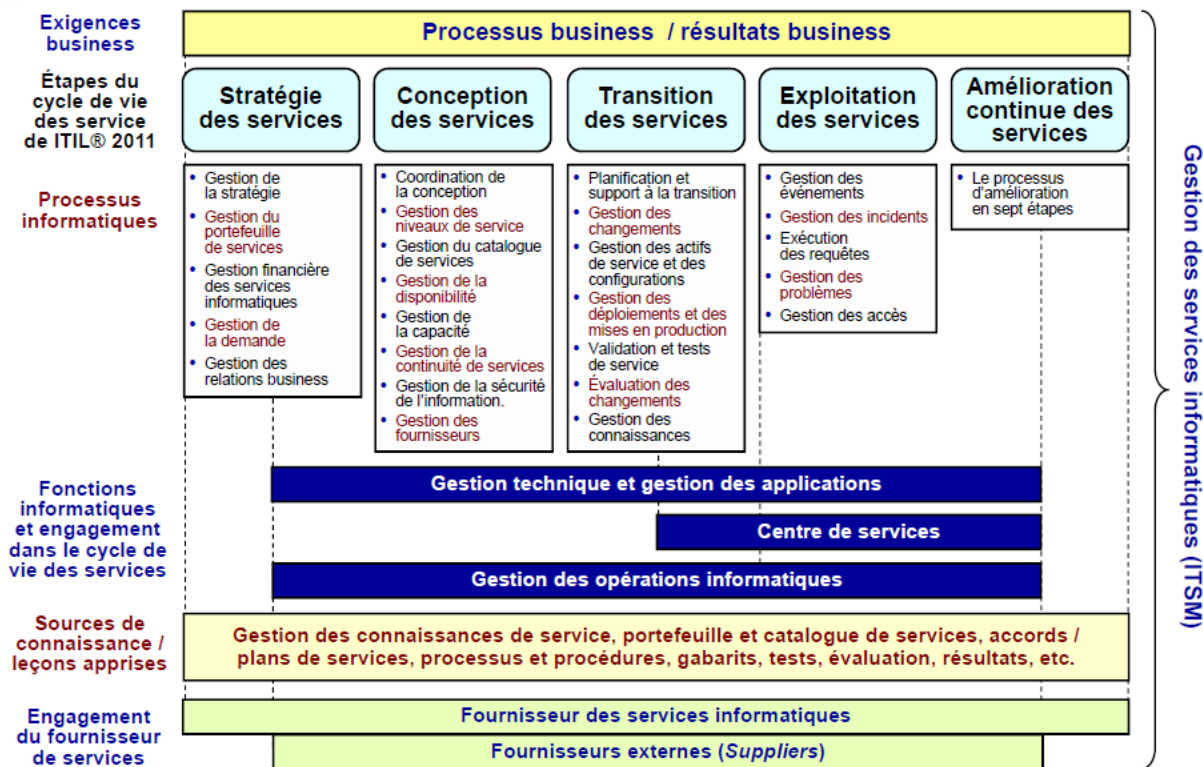 Exigences
business
Processus business / résultats business
Étapes du
cycle de vie
des service
de ITIL® 2011
Stratégie
des services
Conception
des services
Transition
des services
Exploitation
des services
Amélioration
continue des
services
Processus
informatiques
• Gestion de
la stratégie
• Gestion du
portefeuille
de services
• Gestion financière
des services
informatiques
• Gestion de
la demande
• Gestion des
relations business
• Coordination de
la conception
• Gestion des
niveaux de service
• Gestion du catalogue
de services
• Gestion de la
disponibilité
• Gestion de
la capacité
• Gestion de la
continuité de services
• Gestion de la sécurité
de l'information.
• Gestion des
fournisseurs
• Planification et
support à la transition
• Gestion des
changements
• Gestion des actifs
de service et des
configurations
• Gestion des
déploiements et des
mises en production
• Validation et tests
de service
• Évaluation des
changements
• Gestion des
connaissances
• Gestion des
événements
• Gestion des incidents
• Exécution
des requêtes
• Gestion des
problèmes
• Gestion des accès
• Le processus
d'amélioration
en sept étapes
Fonctions
informatiques
et engagement
dans le cycle de
vie des services
Gestion technique et gestion des applications
Centre de services
Gestion des opérations informatiques
Sources de
connaissance /
leçons apprises
Gestion des connaissances de service, portefeuille et catalogue de services, accords /
plans de services, processus et procédures, gabarits, tests, évaluation, résultats, etc.
Engagement
du fournisseur
de services
Fournisseur des services informatiques
Fournisseurs externes (Suppliers)
Gestion des services informatiques (ITSM)